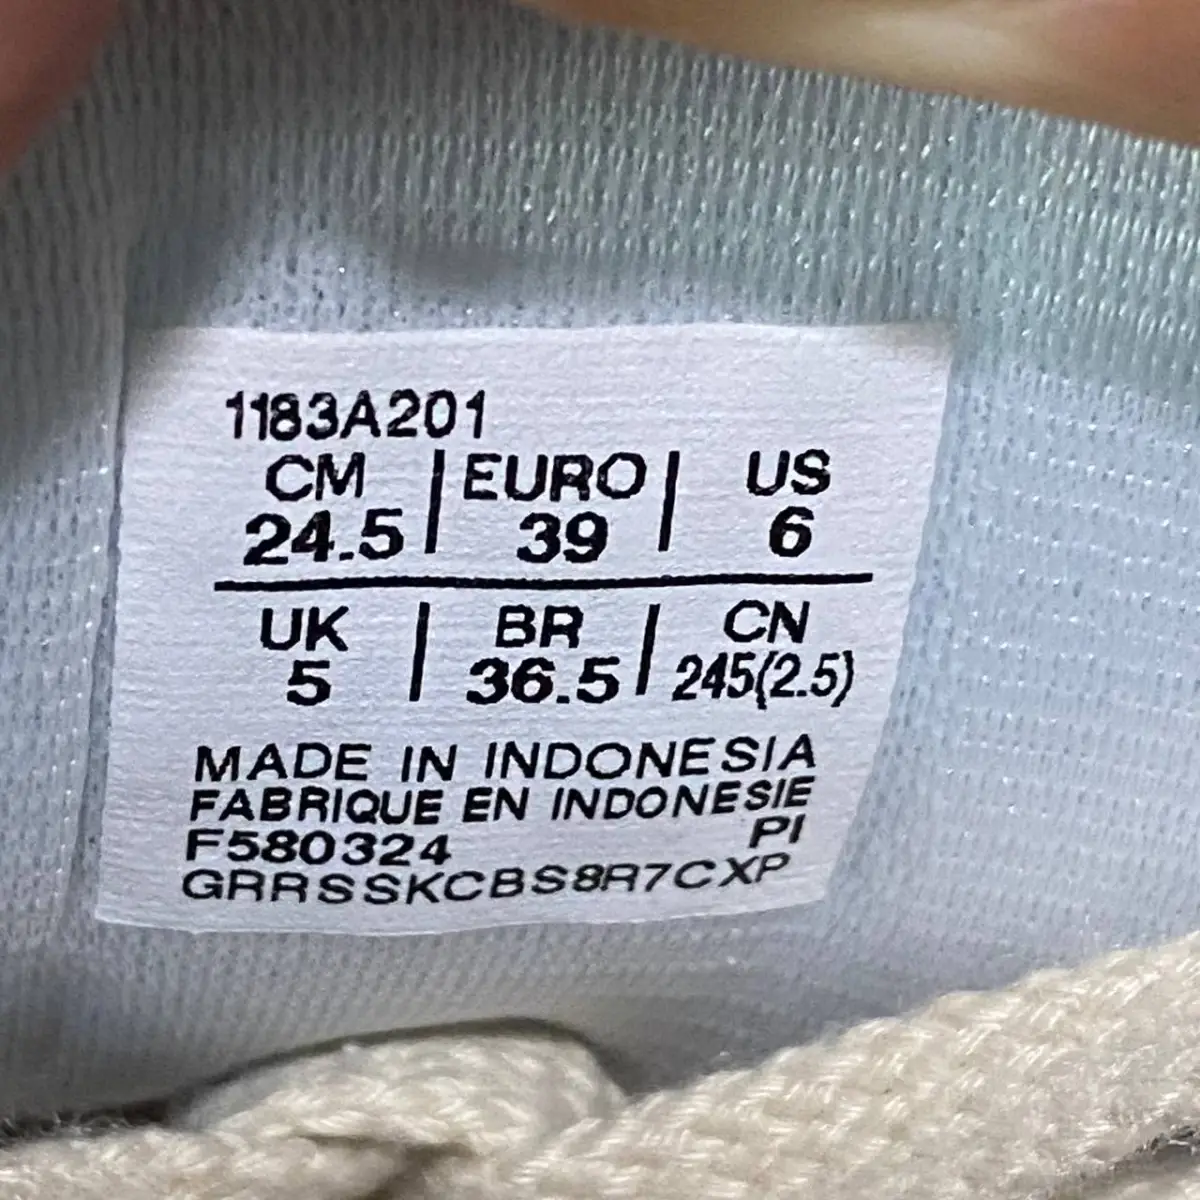 1183A201
CM | EURO | US
24.5 | 39 | 6
UK | BR | CN
5 | 36.5 | 245(2.5)
MADE IN INDONESIA
FABRIQUE EN INDONESIE
F580324 PI
GRRSSKCBS8R7CXP